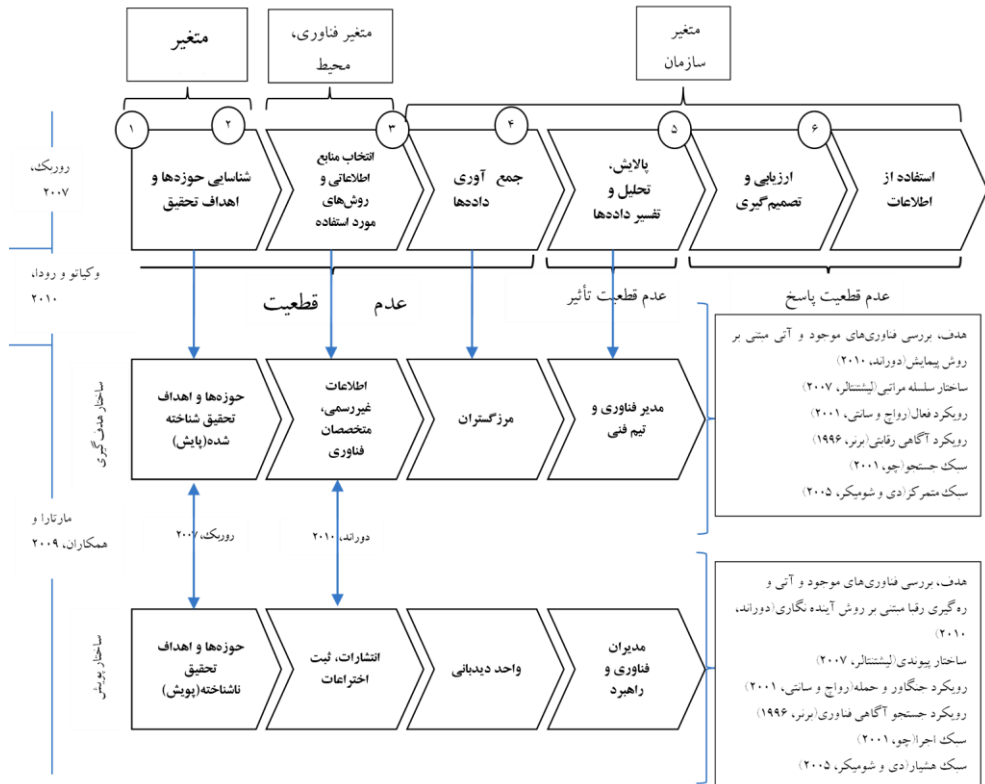 متغیر
متغیر فناوری،
محیط
متغیر
سازمان
۱
۲
۳
۴
۵
۶
روربک،
۲۰۰۷
شناسایی حوزه‌ها و
اهداف تحقیق
انتخاب منابع
اطلاعاتی و
روش‌های
مورد استفاده
جمع آوری
داده‌ها
پالایش،
تحلیل و
تفسیر داده‌ها
ارزیابی و
تصمیم‌گیری
استفاده از
اطلاعات
وکیاتو و رودا،
۲۰۱۰
عدم قطعیت
عدم قطعیت تأثیر
عدم قطعیت پاسخ
ساختار هدف گیری
حوزه‌ها و اهداف
تحقیق شناخته
شده(پایش)
اطلاعات
غیررسمی،
متخصصان
فناوری
مرزگستران
مدیر فناوری و
تیم فنی
هدف، بررسی فناوری‌های موجود و آتی مبتنی بر
روش پیمایش(دوراند، ۲۰۱۰)
ساختار سلسله مراتبی(لیشتنتالر، ۲۰۰۷)
رویکرد فعال(رواچ و سانتی، ۲۰۰۱)
رویکرد آگاهی رقابتی(برنر، ۱۹۹۶)
سبک جستجو(چو، ۲۰۰۱)
سبک متمرکز(دی و شومیکر، ۲۰۰۵)
مارتارا و
همکاران، ۲۰۰۹
روربک، ۲۰۰۷
دوراند، ۲۰۱۰
ساختار پویش
حوزه‌ها و اهداف
تحقیق
ناشناخته(پویش)
انتشارات، ثبت
اختراعات
واحد دیدبانی
مدیران
فناوری و
راهبرد
هدف، بررسی فناوری‌های موجود و آتی و
ره گیری رقبا مبتنی بر روش آینده نگاری(دوراند،
۲۰۱۰)
ساختار پیوندی(لیشتنتالر، ۲۰۰۷)
رویکرد جنگاور و حمله(رواچ و سانتی، ۲۰۰۱)
رویکرد جستجو آگاهی فناوری(برنر، ۱۹۹۶)
سبک اجرا(چو، ۲۰۰۱)
سبک هشیار(دی و شومیکر، ۲۰۰۵)